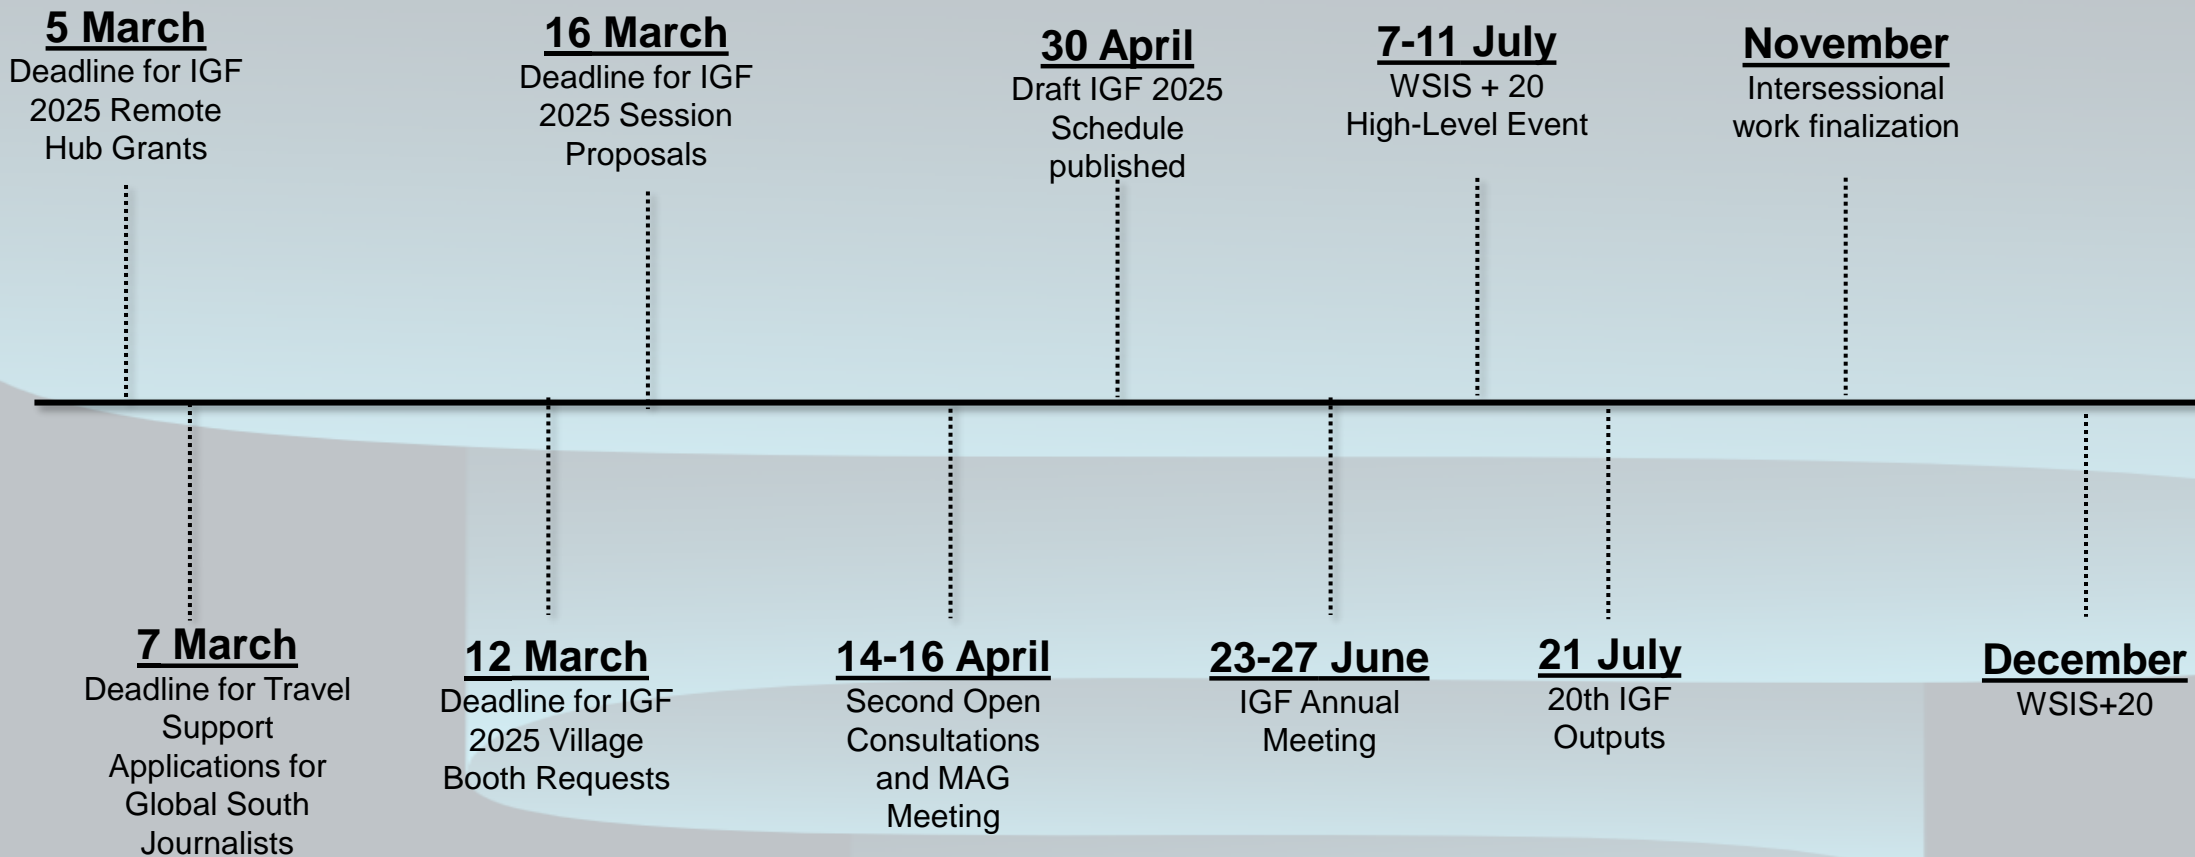 5 March
Deadline for IGF
2025 Remote
Hub Grants
16 March
Deadline for IGF
2025 Session
Proposals
30 April
Draft IGF 2025
Schedule
published
7-11 July
WSIS + 20
High-Level Event
November
Intersessional
work finalization
7 March
Deadline for Travel
Support
Applications for
Global South
Journalists
12 March
Deadline for IGF
2025 Village
Booth Requests
14-16 April
Second Open
Consultations
and MAG
Meeting
23-27 June
IGF Annual
Meeting
21 July
20th IGF
Outputs
December
WSIS+20